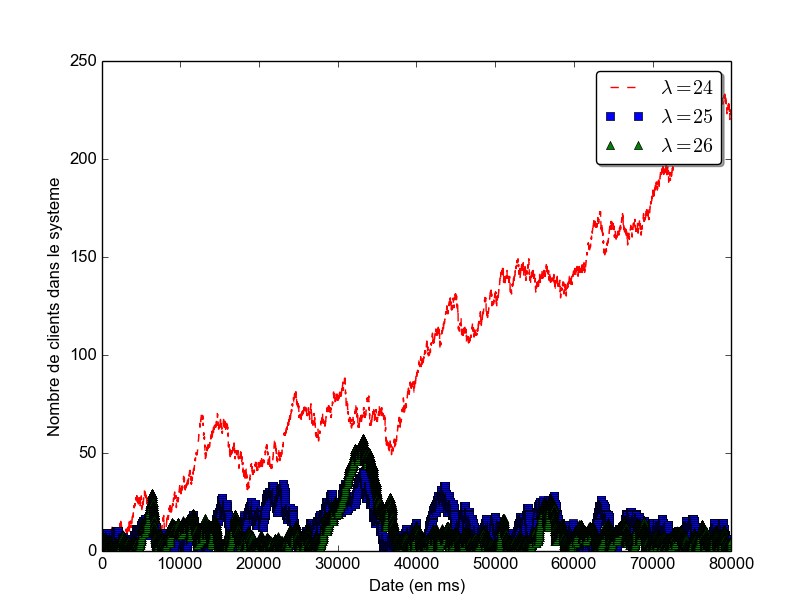 250
200
150
100
50
0
Nombre de clients dans le systeme
λ=24
λ=25
λ=26
0 10000 20000 30000 40000 50000 60000 70000 80000
Date (en ms)